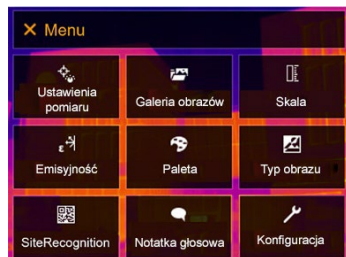 Menu
Ustawienia
pomiaru
Galeria obrazów
Skala
Emisyjność
Paleta
Typ obrazu
SiteRecognition
Notatka głosowa
Konfiguracja